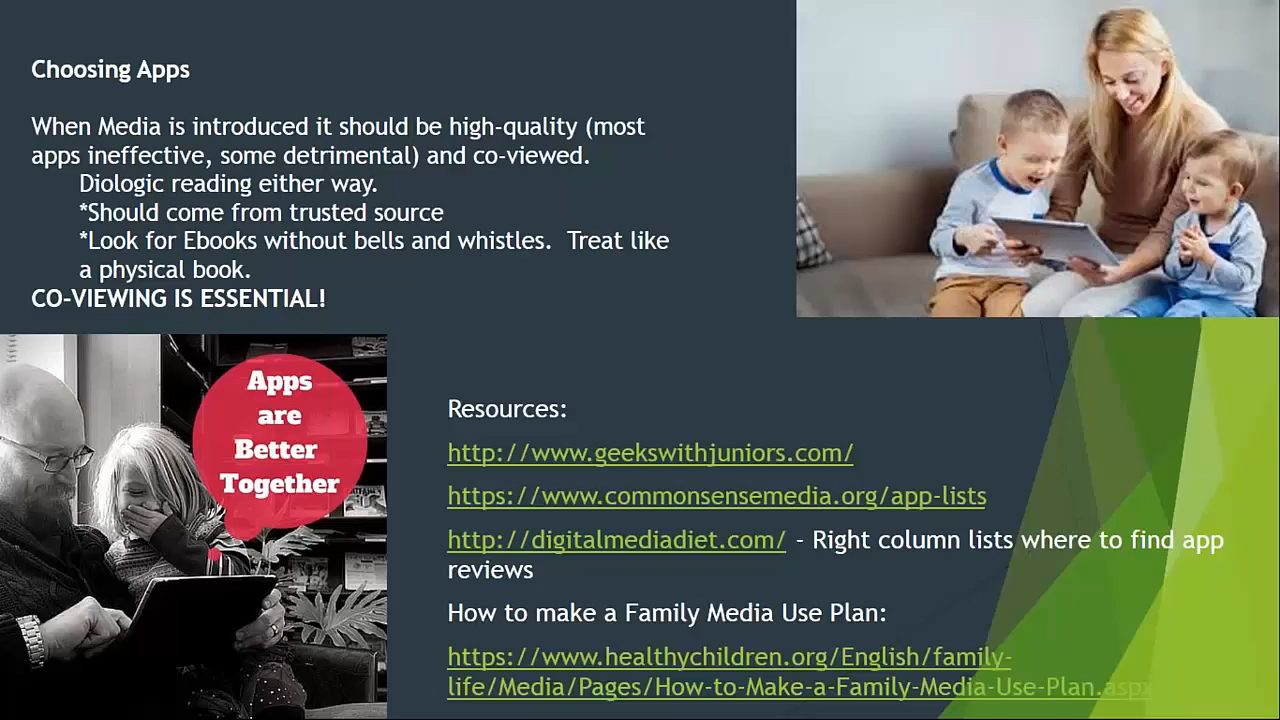 Choosing Apps
When Media is introduced it should be high-quality (most
apps ineffective, some detrimental) and co-viewed.
Diologic reading either way.
*Should come from trusted source
*Look for Ebooks without bells and whistles.  Treat like
a physical book.
CO-VIEWING IS ESSENTIAL!
Apps
are
Better
Together
Resources:
http://www.geekswithjuniors.com/
https://www.commonsensemedia.org/app-lists
http://digitalmediadiet.com/ - Right column lists where to find app
reviews
How to make a Family Media Use Plan:
https://www.healthychildren.org/English/family-
life/Media/Pages/How-to-Make-a-Family-Media-Use-Plan.aspx